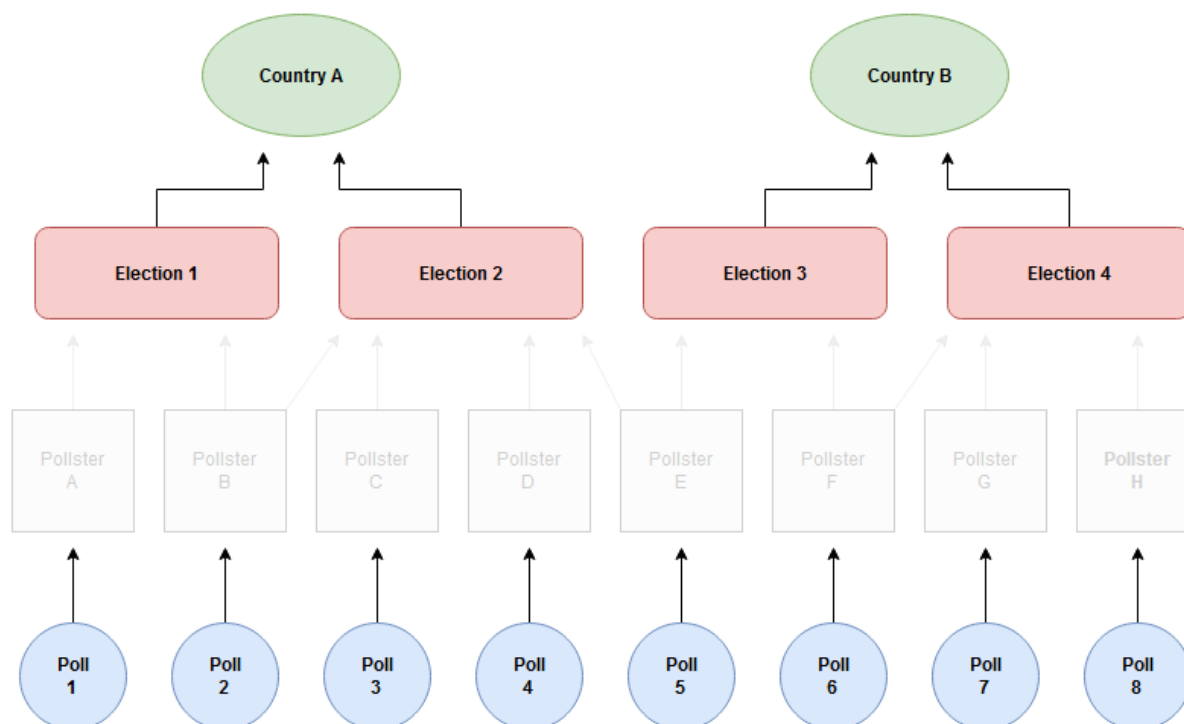 Country A
Country B
Election 1
Election 2
Election 3
Election 4
Pollster
A
Pollster
B
Pollster
C
Pollster
D
Pollster
E
Pollster
F
Pollster
G
Pollster
H
Poll
1
Poll
2
Poll
3
Poll
4
Poll
5
Poll
6
Poll
7
Poll
8